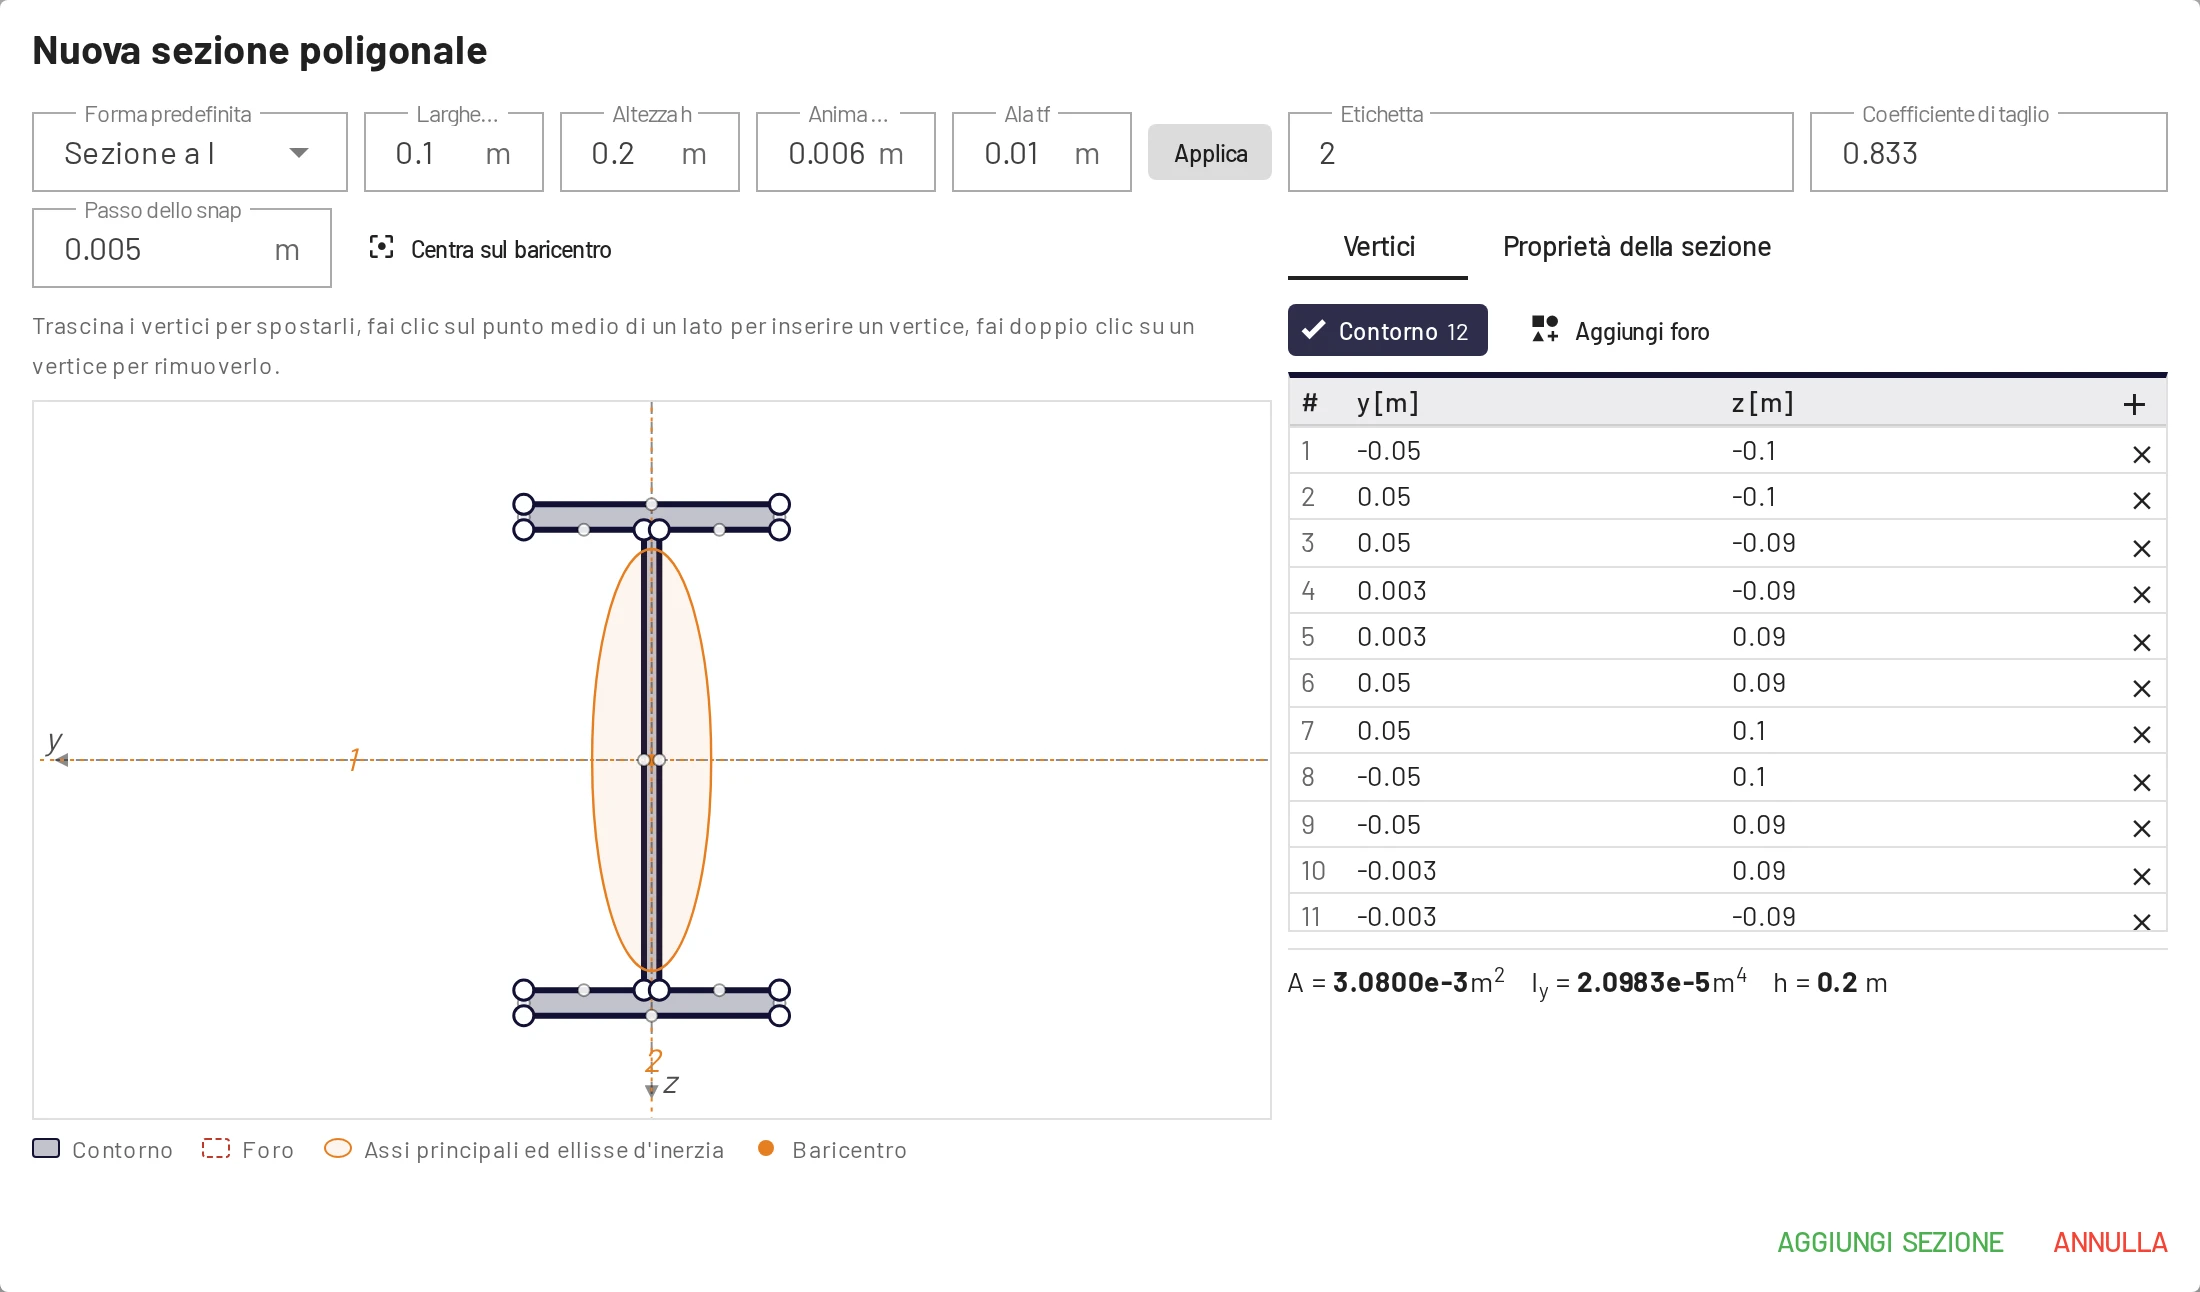 Nuova sezione poligonale
Forma predefinita
Sezione a I
Larghe...
0.1 m
Altezza h
0.2 m
Anima ...
0.006 m
Ala tf
0.01 m
Applica
Etichetta
2
Coefficiente di taglio
0.833
Passo dello snap
0.005 m
Centra sul baricentro
Vertici
Proprietà della sezione
Trascina i vertici per spostarli, fai clic sul punto medio di un lato per inserire un vertice, fai doppio clic su un
vertice per rimuoverlo.
Contorno 12
Aggiungi foro
# y [m] z [m] +
1 -0.05 -0.1
2 0.05 -0.1
3 0.05 -0.09
4 0.003 -0.09
5 0.003 0.09
6 0.05 0.09
7 0.05 0.1
8 -0.05 0.1
9 -0.05 0.09
10 -0.003 0.09
11 -0.003 -0.09
y
1
2
z
A = 3.0800e-3 m² I_y = 2.0983e-5 m⁴ h = 0.2 m
Contorno
Foro
Assi principali ed ellisse d'inerzia
Baricentro
AGGIUNGI SEZIONE
ANNULLA